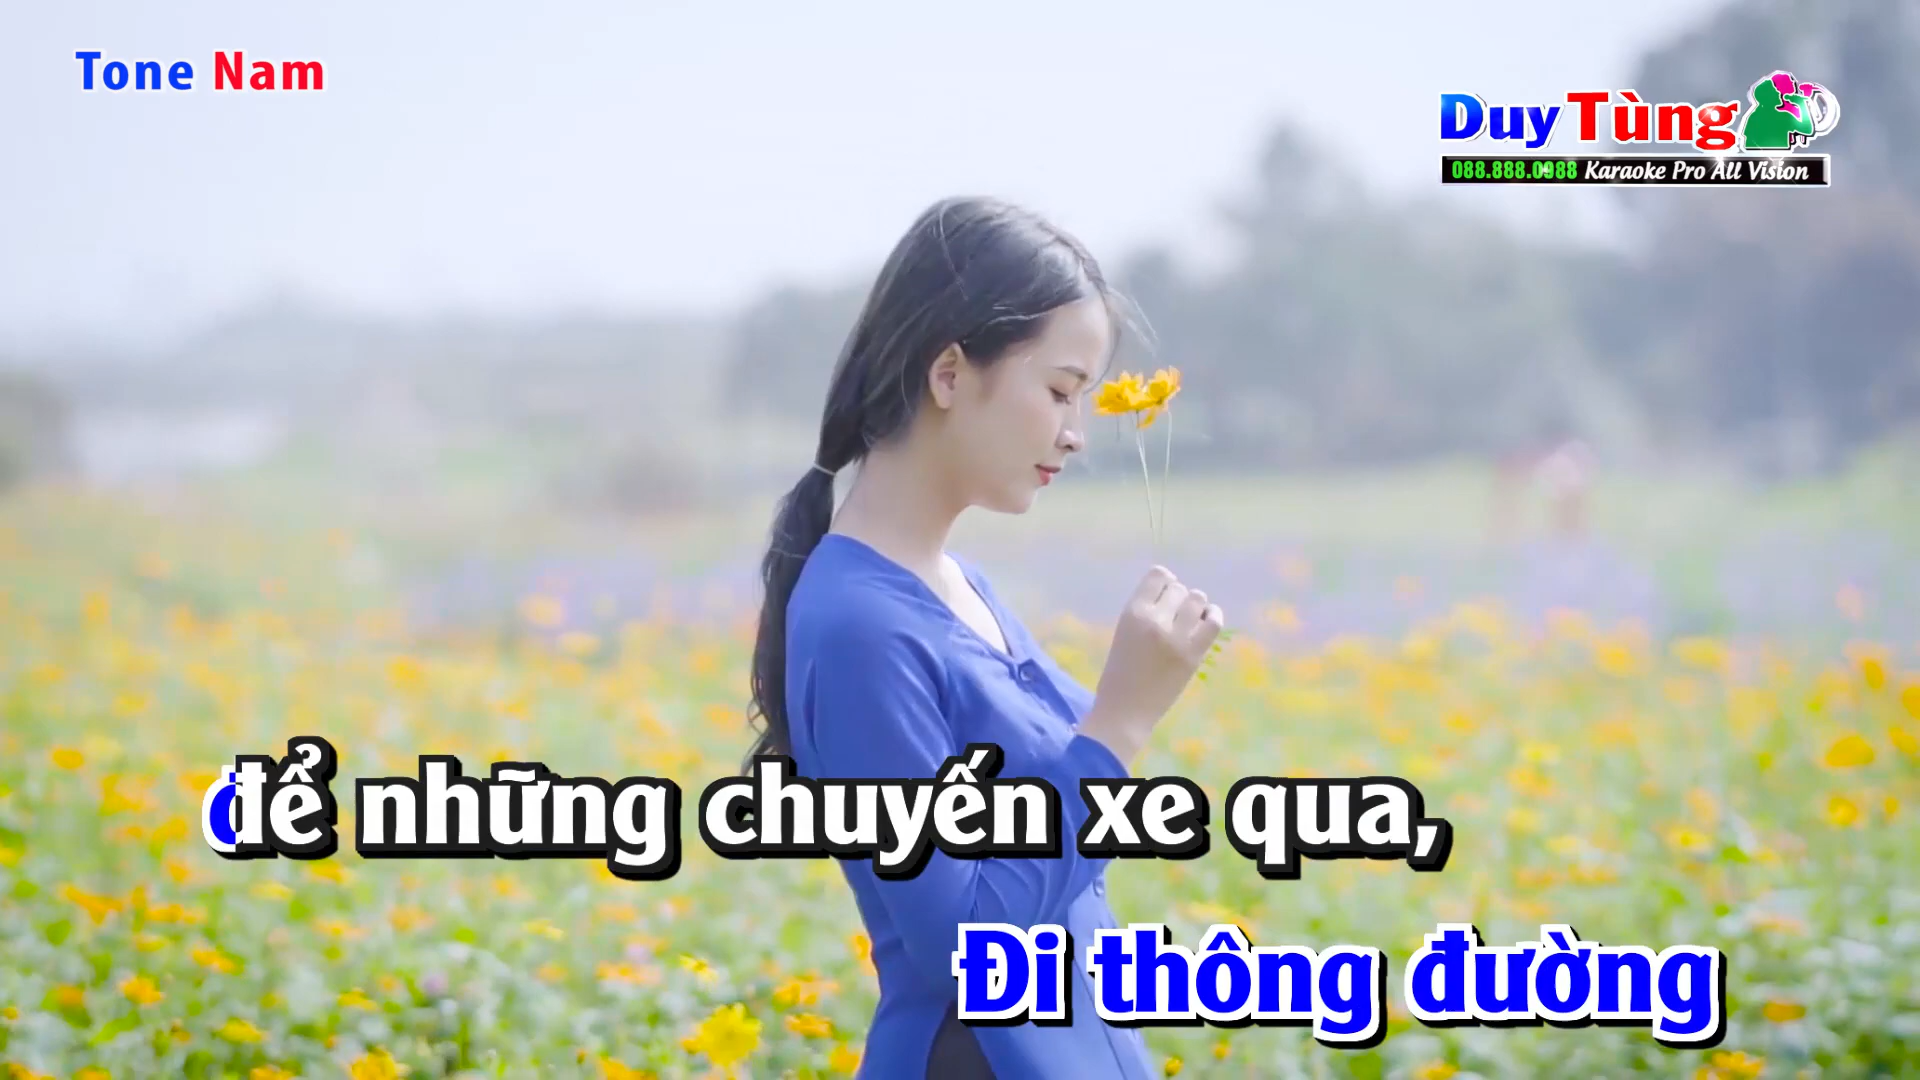 Tone Nam
Duy Tùng
088.888.0988 Karaoke Pro All Vision
để những chuyến xe qua,
Đi thông đường